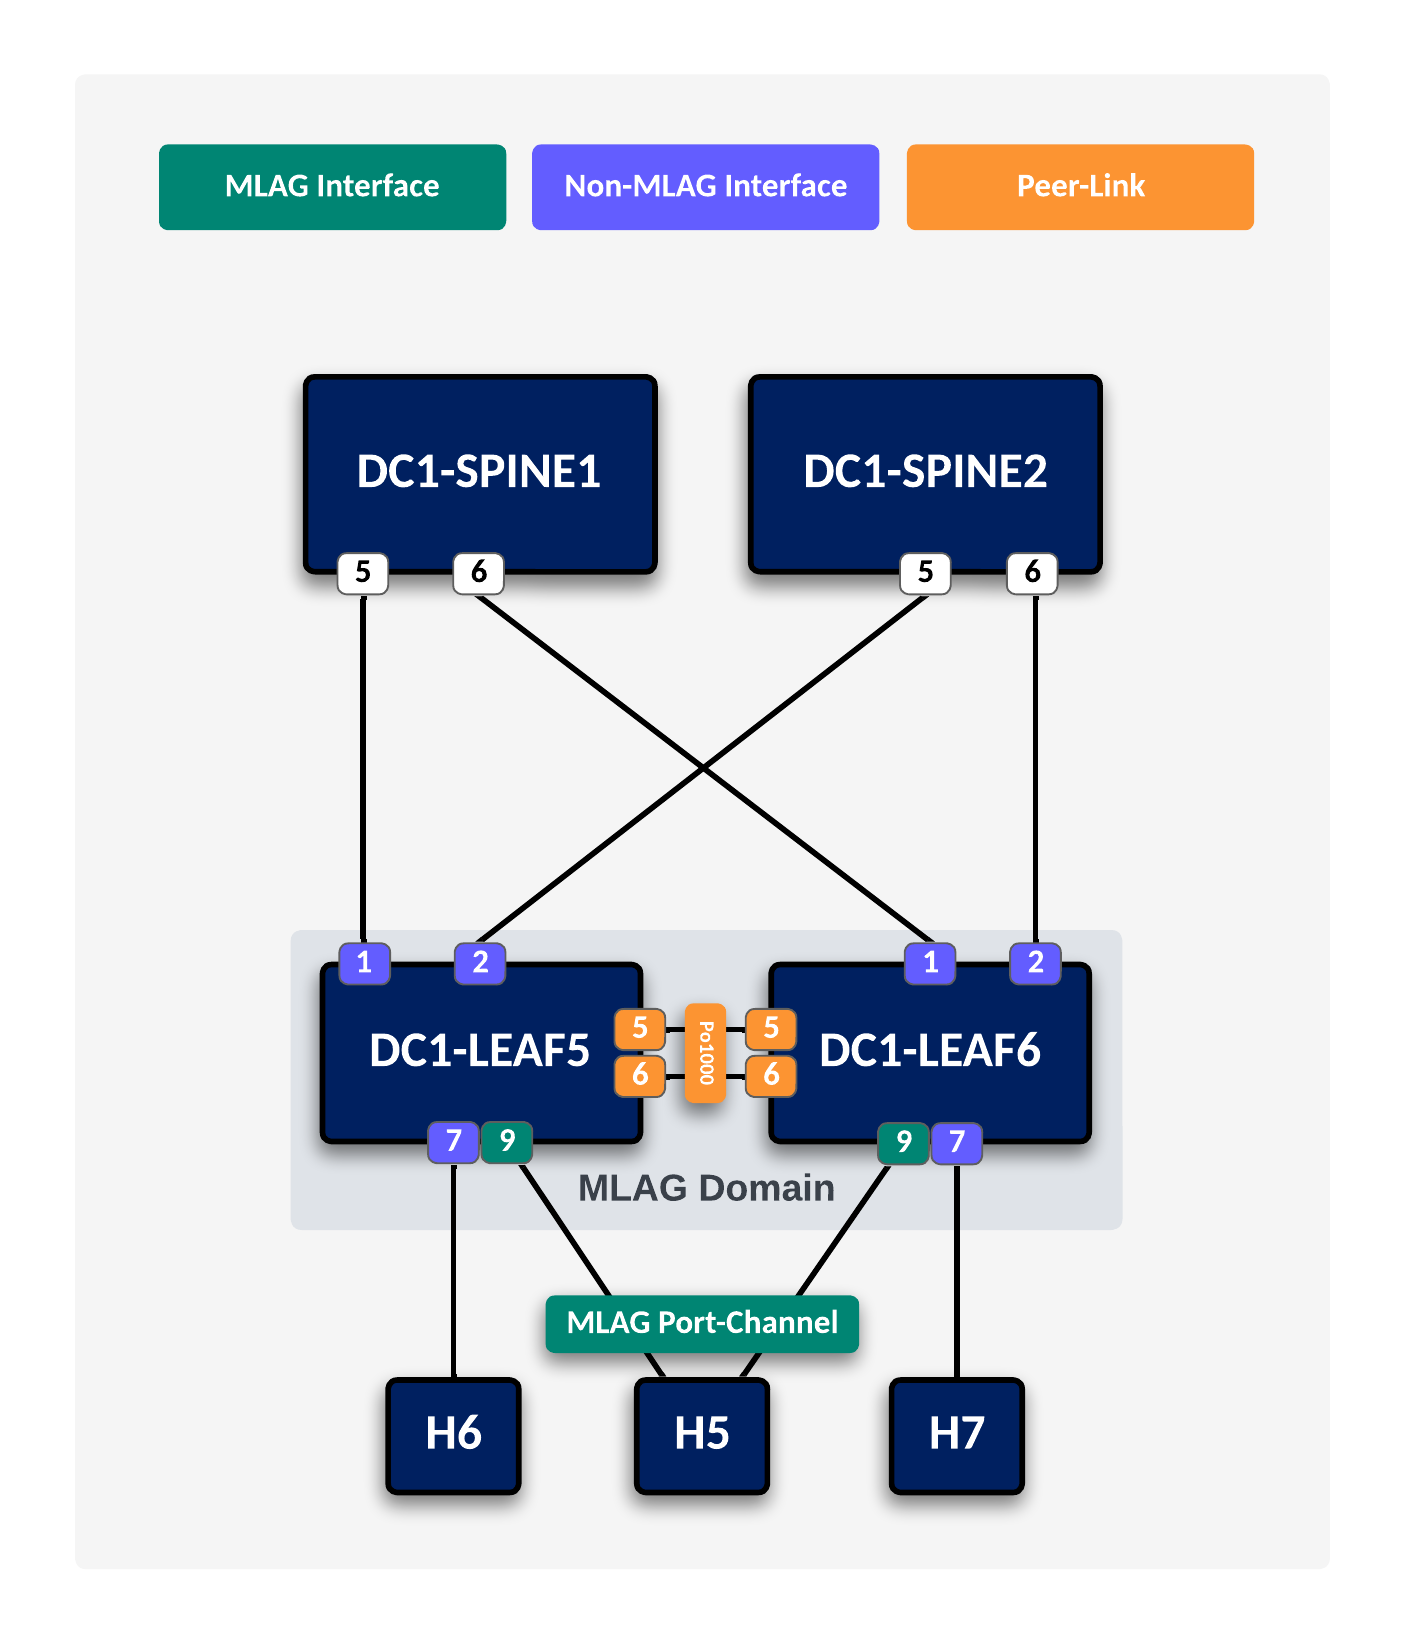 MLAG Interface
Non-MLAG Interface
Peer-Link
DC1-SPINE1
DC1-SPINE2
5
6
5
6
1
2
1
2
DC1-LEAF5
5
6
Po1000
5
6
DC1-LEAF6
7
9
9
7
MLAG Domain
MLAG Port-Channel
H6
H5
H7